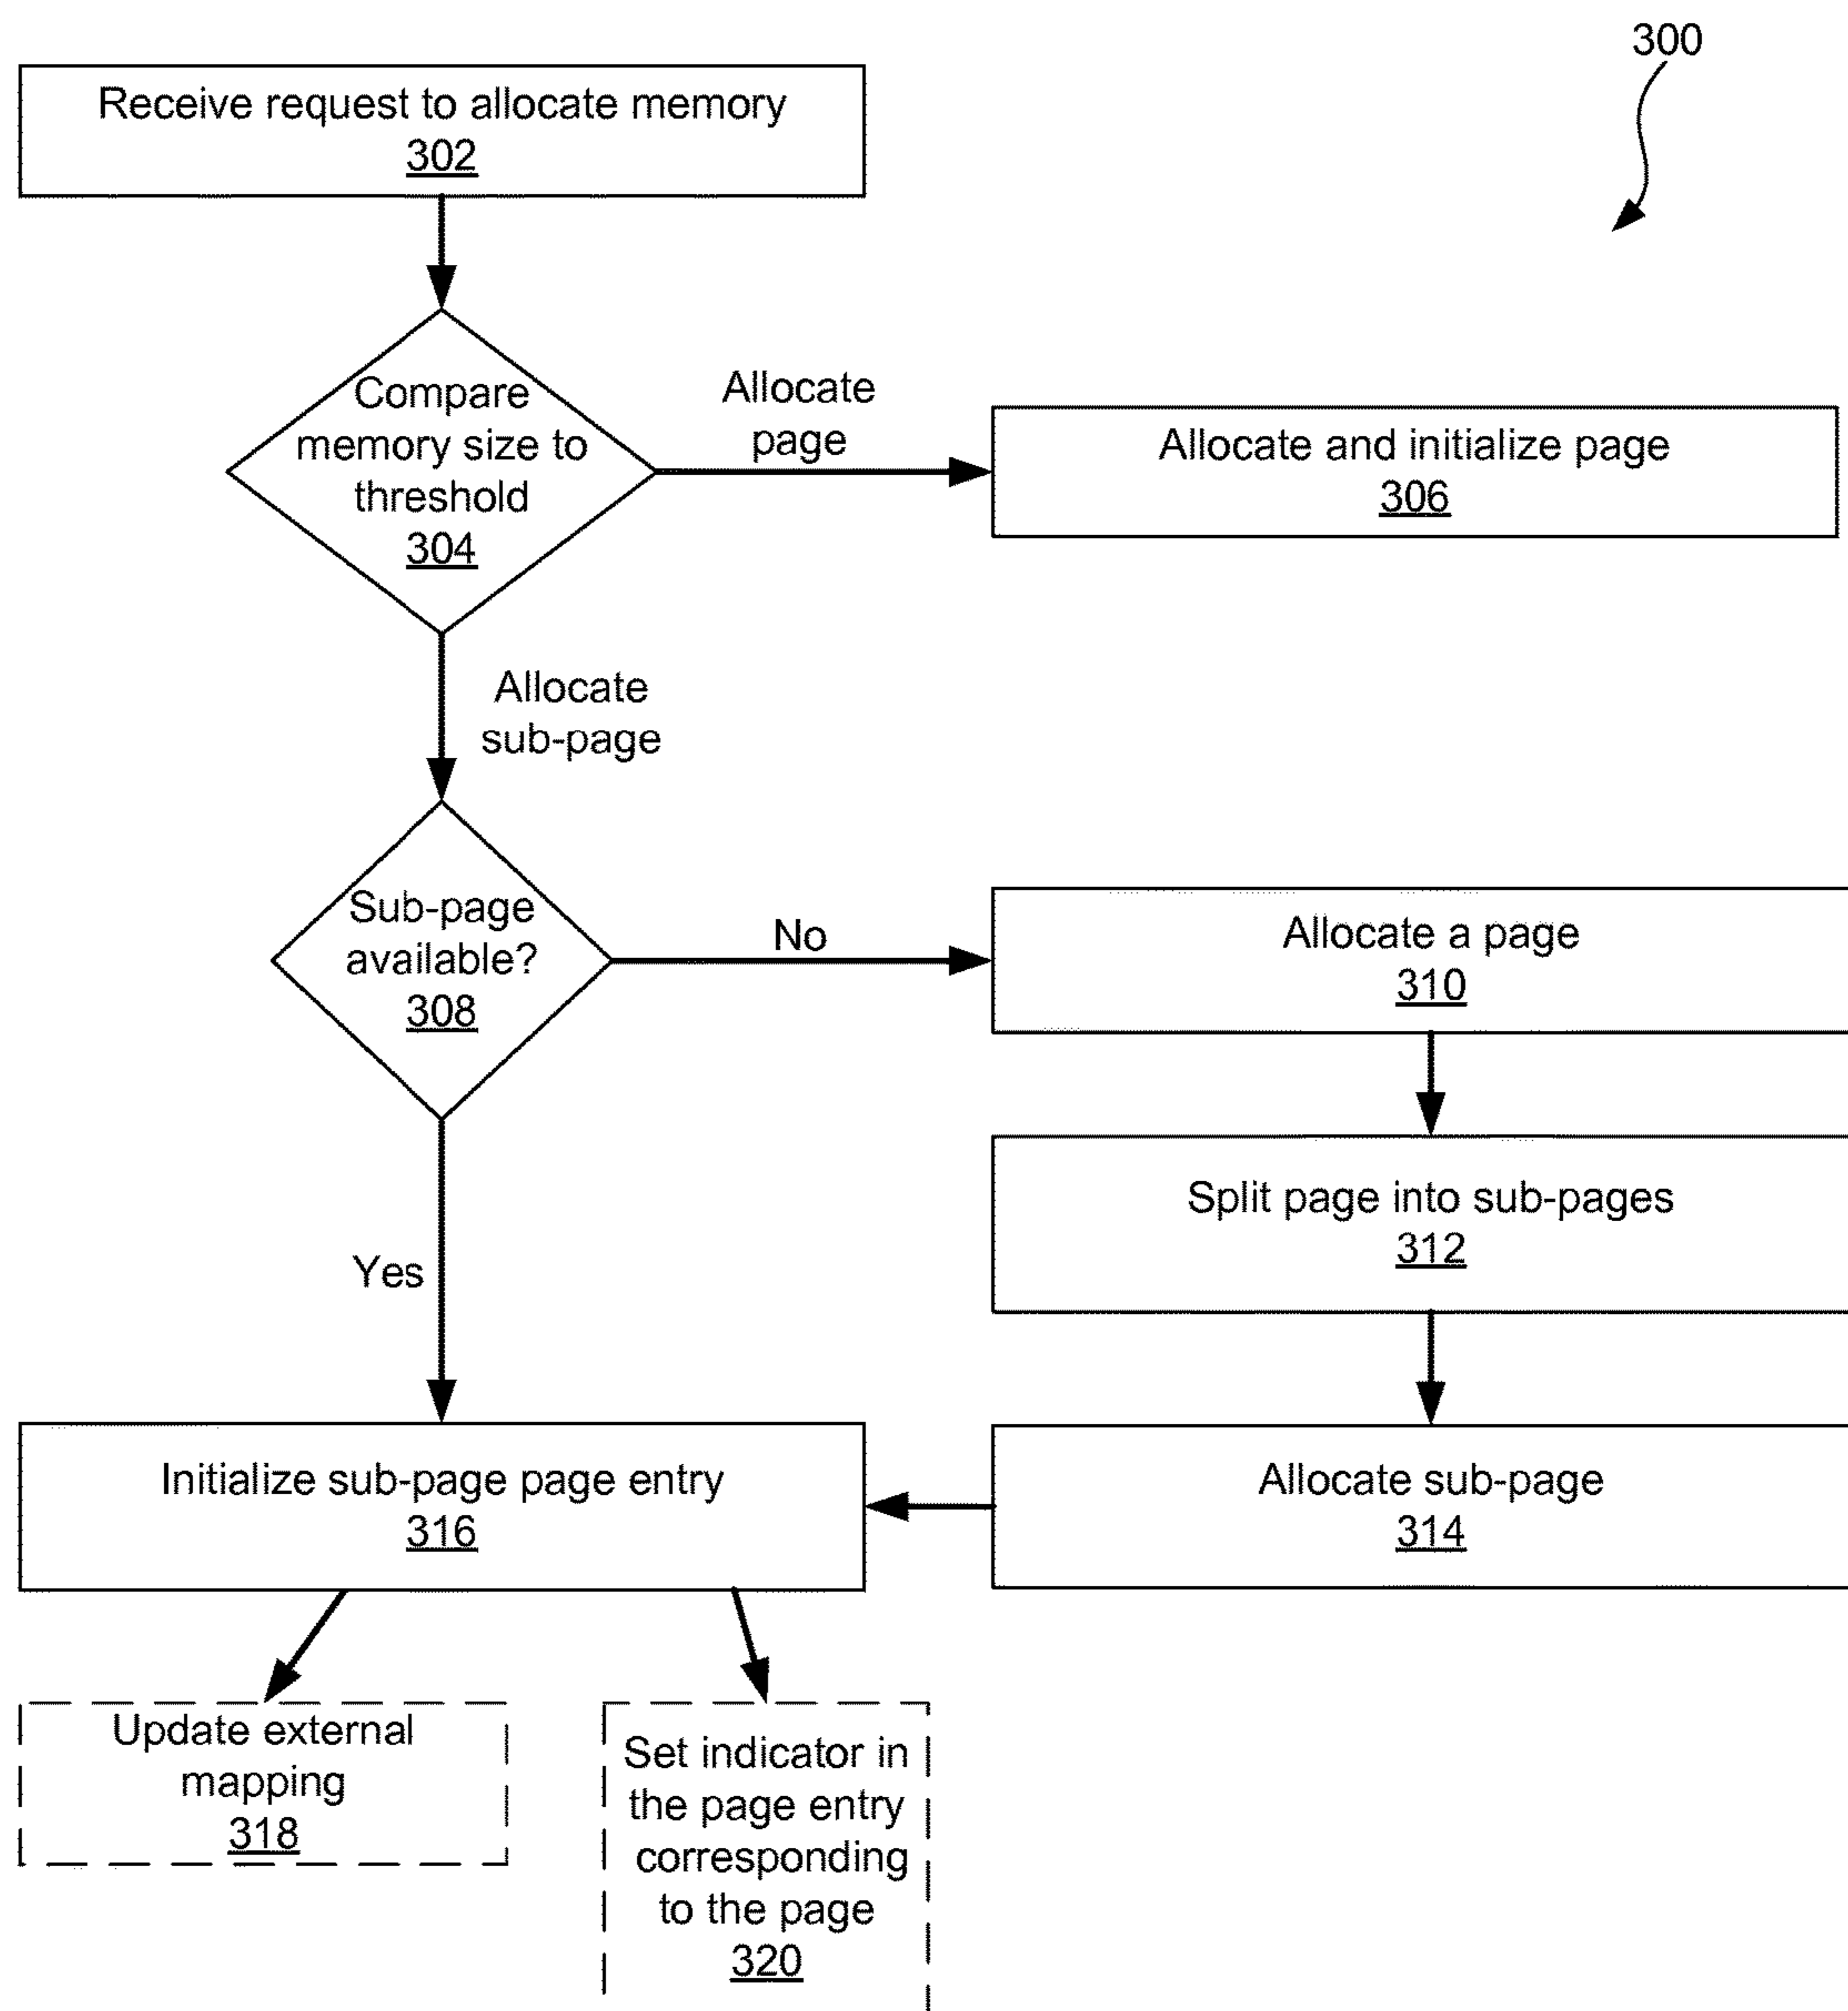 300
Receive request to allocate memory
302
Compare
memory size to
threshold
304
Allocate
page
Allocate and initialize page
306
Allocate
sub-page
Sub-page
available?
308
No
Allocate a page
310
Split page into sub-pages
312
Yes
Initialize sub-page page entry
316
Allocate sub-page
314
Update external
mapping
318
Set indicator in
the page entry
corresponding
to the page
320